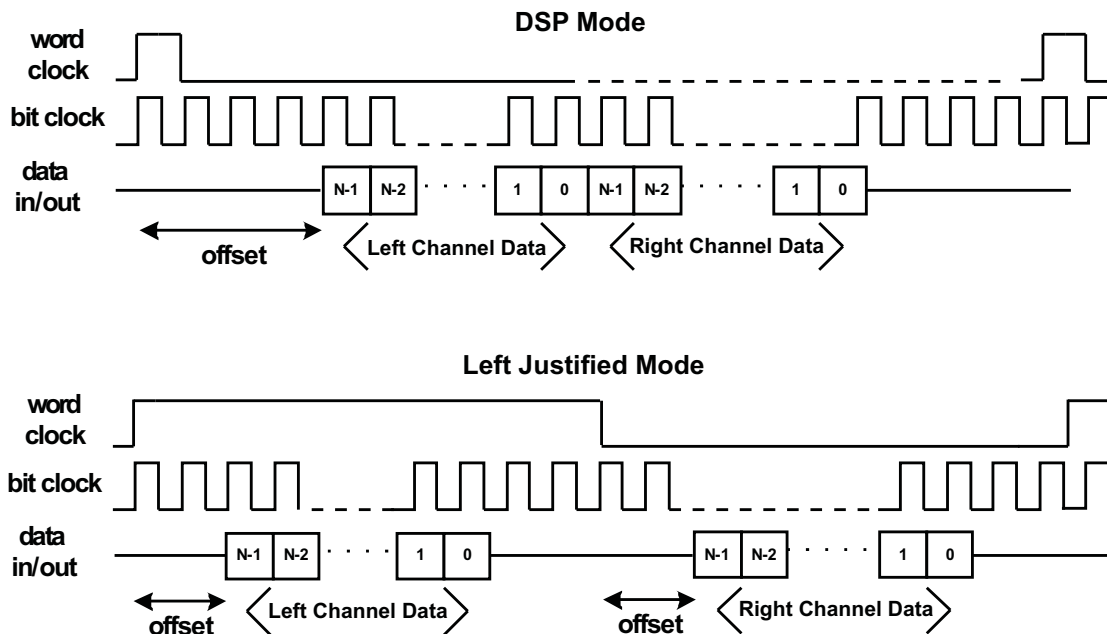 DSP Mode
word
clock
bit clock
data
in/out
N-1 N-2 ····· 1 0 N-1 N-2 ····· 1 0
offset
Left Channel Data
Right Channel Data
Left Justified Mode
word
clock
bit clock
data
in/out
N-1 N-2 ····· 1 0 N-1 N-2 ····· 1 0
offset
Left Channel Data
offset
Right Channel Data